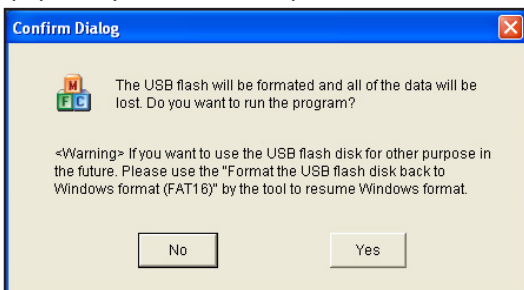 Confirm Dialog
M
F C
The USB flash will be formated and all of the data will be
lost. Do you want to run the program?
<Warning> If you want to use the USB flash disk for other purpose in
the future. Please use the "Format the USB flash disk back to
Windows format (FAT16)" by the tool to resume Windows format.
No
Yes